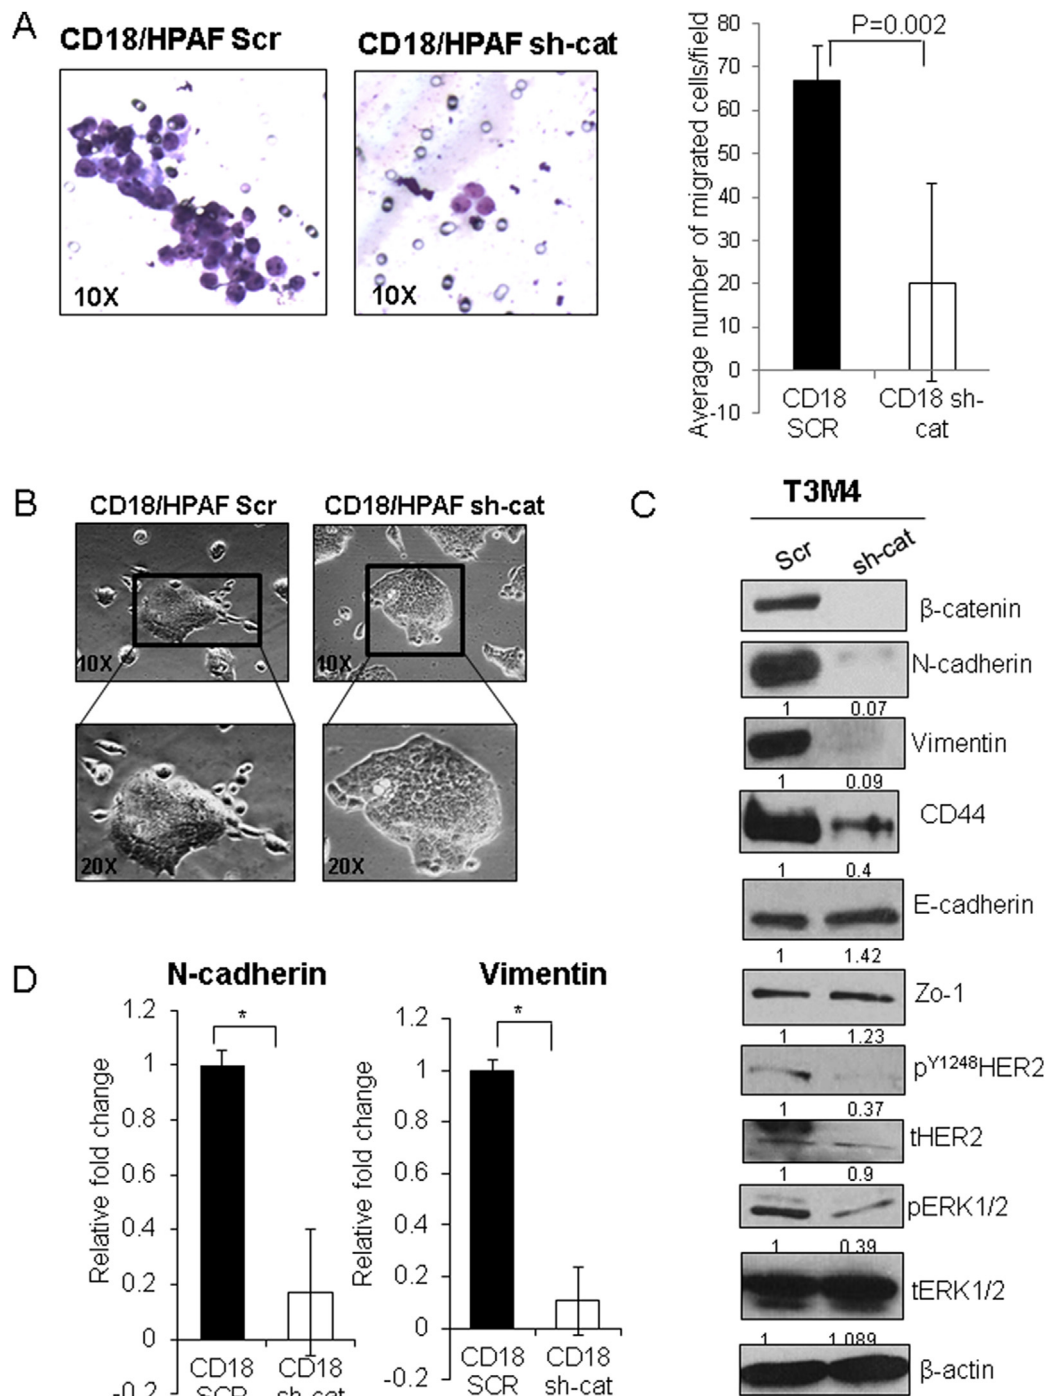 A
CD18/HPAF Scr
CD18/HPAF sh-cat
10X
10X
Average number of migrated cells/field
80
70
60
50
40
30
20
10
0
-10
P=0.002
CD18
SCR
CD18 sh-
cat
B
CD18/HPAF Scr
CD18/HPAF sh-cat
10X
10X
20X
20X
C
T3M4
Scr
sh-cat
β-catenin
N-cadherin
1 0.07
Vimentin
1 0.09
CD44
1 0.4
E-cadherin
1 1.42
Zo-1
1 1.23
pY1248HER2
1 0.37
tHER2
1 0.9
pERK1/2
1 0.39
tERK1/2
1 1.089
β-actin
D
N-cadherin
Relative fold change
1.2
1
0.8
0.6
0.4
0.2
0
-0.2
*
CD18
SCR
CD18
sh-cat
Vimentin
Relative fold change
1.2
1
0.8
0.6
0.4
0.2
0
-0.2
*
CD18
SCR
CD18
sh-cat